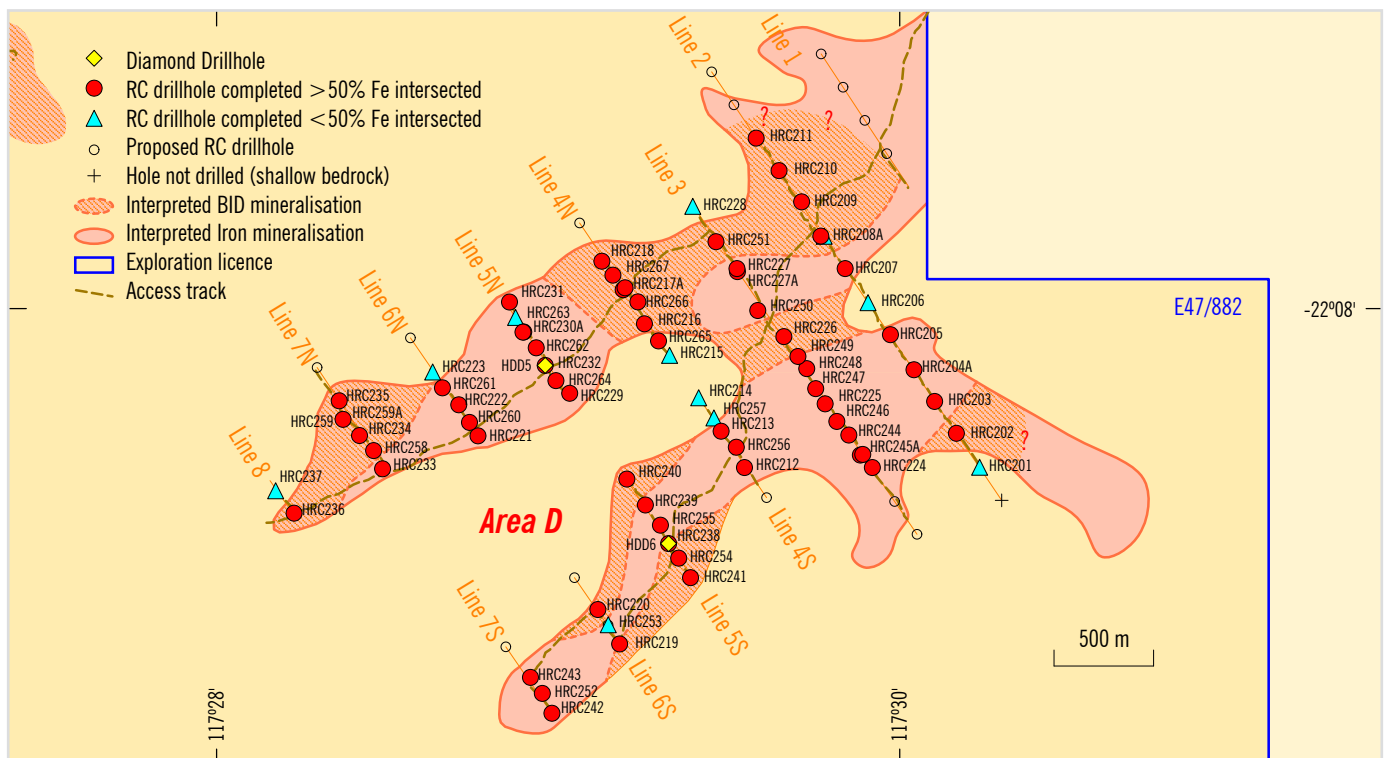 Diamond Drillhole
RC drillhole completed >50% Fe intersected
RC drillhole completed <50% Fe intersected
Proposed RC drillhole
Hole not drilled (shallow bedrock)
Interpreted BID mineralisation
Interpreted Iron mineralisation
Exploration licence
Access track
Line 1
Line 2
Line 3
Line 4N
Line 5N
Line 6N
Line 7N
Line 8
?
?
HRC211
HRC210
HRC209
HRC208A
HRC207
HRC206
HRC205
HRC204A
HRC203
HRC202
?
HRC201
HRC228
HRC251
HRC227
HRC227A
HRC250
HRC226
HRC249
HRC248
HRC247
HRC225
HRC246
HRC244
HRC245A
HRC224
HRC218
HRC267
HRC217A
HRC266
HRC216
HRC265
HRC215
HRC214
HRC257
HRC213
HRC256
HRC212
Line 4S
HRC231
HRC263
HRC230A
HRC262
HDD5
HRC232
HRC264
HRC229
HRC223
HRC261
HRC222
HRC260
HRC221
HRC235
HRC259A
HRC259
HRC234
HRC258
HRC233
HRC237
HRC236
Area D
HRC240
HRC239
HRC255
HRC238
HDD6
HRC254
HRC241
Line 5S
HRC220
HRC253
HRC219
Line 6S
Line 7S
HRC243
HRC252
HRC242
E47/882
-22°08'
500 m
117°28'
117°30'